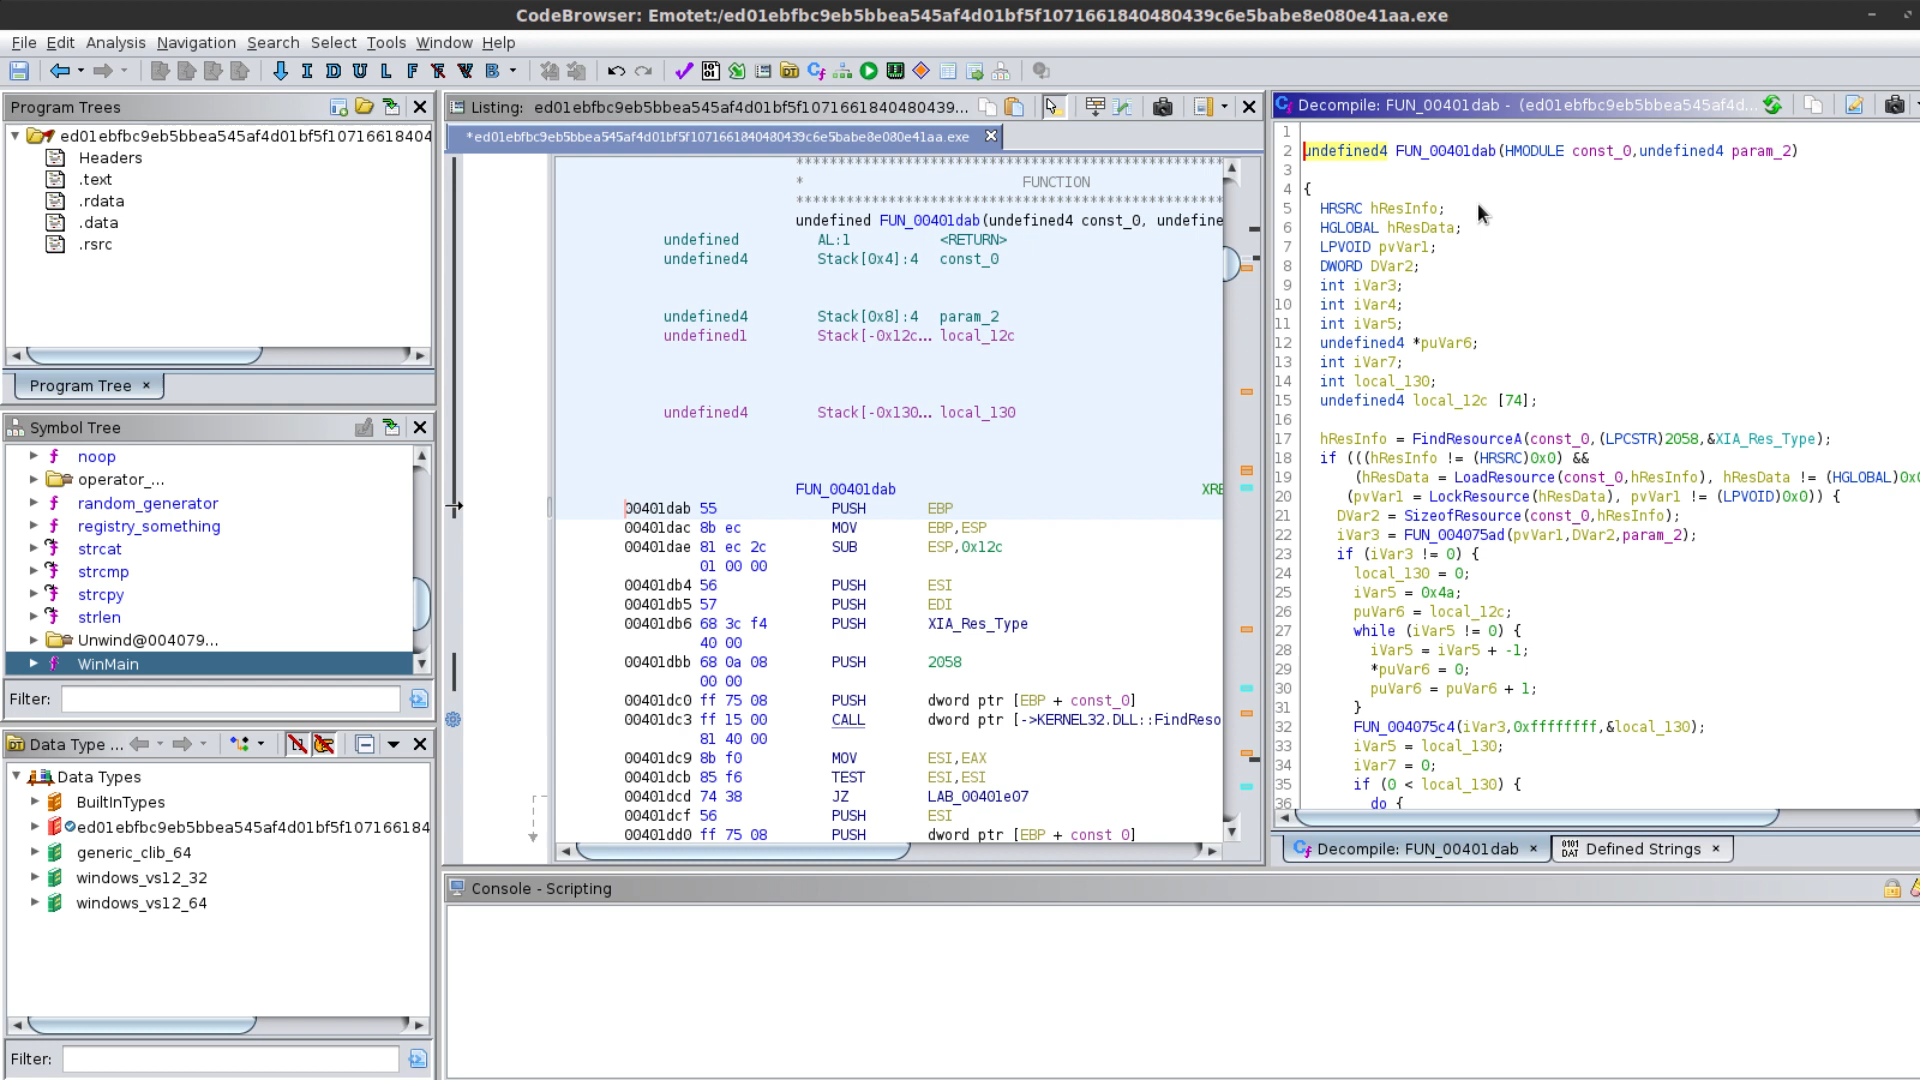 CodeBrowser: Emotet:/ed01ebfbc9eb5bbea545af4d01bf5f1071661840480439c6e5babe8e080e41aa.exe
File Edit Analysis Navigation Search Select Tools Window Help
I D U L F B
Program Trees
ed01ebfbc9eb5bbea545af4d01bf5f10716618404
Headers
.text
.rdata
.data
.rsrc
Program Tree ×
Symbol Tree
noop
operator_...
random_generator
registry_something
strcat
strcmp
strcpy
strlen
Unwind@004079...
WinMain
Filter:
Data Type ...
Data Types
BuiltInTypes
ed01ebfbc9eb5bbea545af4d01bf5f107166184
generic_clib_64
windows_vs12_32
windows_vs12_64
Filter:
Listing: ed01ebfbc9eb5bbea545af4d01bf5f1071661840480439...
*ed01ebfbc9eb5bbea545af4d01bf5f1071661840480439c6e5babe8e080e41aa.exe
* FUNCTION
undefined FUN_00401dab(undefined4 const_0, undefine
undefined AL:1 <RETURN>
undefined4 Stack[0x4]:4 const_0
undefined4 Stack[0x8]:4 param_2
undefined1 Stack[-0x12c... local_12c
undefined4 Stack[-0x130... local_130
FUN_00401dab XRE
00401dab 55 PUSH EBP
00401dac 8b ec MOV EBP,ESP
00401dae 81 ec 2c SUB ESP,0x12c
01 00 00
00401db4 56 PUSH ESI
00401db5 57 PUSH EDI
00401db6 68 3c f4 PUSH XIA_Res_Type
40 00
00401dbb 68 0a 08 PUSH 2058
00 00
00401dc0 ff 75 08 PUSH dword ptr [EBP + const_0]
00401dc3 ff 15 00 CALL dword ptr [->KERNEL32.DLL::FindReso
81 40 00
00401dc9 8b f0 MOV ESI,EAX
00401dcb 85 f6 TEST ESI,ESI
00401dcd 74 38 JZ LAB_00401e07
00401dcf 56 PUSH ESI
00401dd0 ff 75 08 PUSH dword ptr [EBP + const_0]
Decompile: FUN_00401dab - (ed01ebfbc9eb5bbea545af4d...
1
2 undefined4 FUN_00401dab(HMODULE const_0,undefined4 param_2)
3
4 {
5 HRSRC hResInfo;
6 HGLOBAL hResData;
7 LPVOID pvVar1;
8 DWORD DVar2;
9 int iVar3;
10 int iVar4;
11 int iVar5;
12 undefined4 *puVar6;
13 int iVar7;
14 int local_130;
15 undefined4 local_12c [74];
16
17 hResInfo = FindResourceA(const_0,(LPCSTR)2058,&XIA_Res_Type);
18 if (((hResInfo != (HRSRC)0x0) &&
19 (hResData = LoadResource(const_0,hResInfo), hResData != (HGLOBAL)0x0
20 (pvVar1 = LockResource(hResData), pvVar1 != (LPVOID)0x0)) {
21 DVar2 = SizeofResource(const_0,hResInfo);
22 iVar3 = FUN_004075ad(pvVar1,DVar2,param_2);
23 if (iVar3 != 0) {
24 local_130 = 0;
25 iVar5 = 0x4a;
26 puVar6 = local_12c;
27 while (iVar5 != 0) {
28 iVar5 = iVar5 + -1;
29 *puVar6 = 0;
30 puVar6 = puVar6 + 1;
31 }
32 FUN_004075c4(iVar3,0xffffffff,&local_130);
33 iVar5 = local_130;
34 iVar7 = 0;
35 if (0 < local_130) {
36 do {
Decompile: FUN_00401dab × Defined Strings ×
Console - Scripting